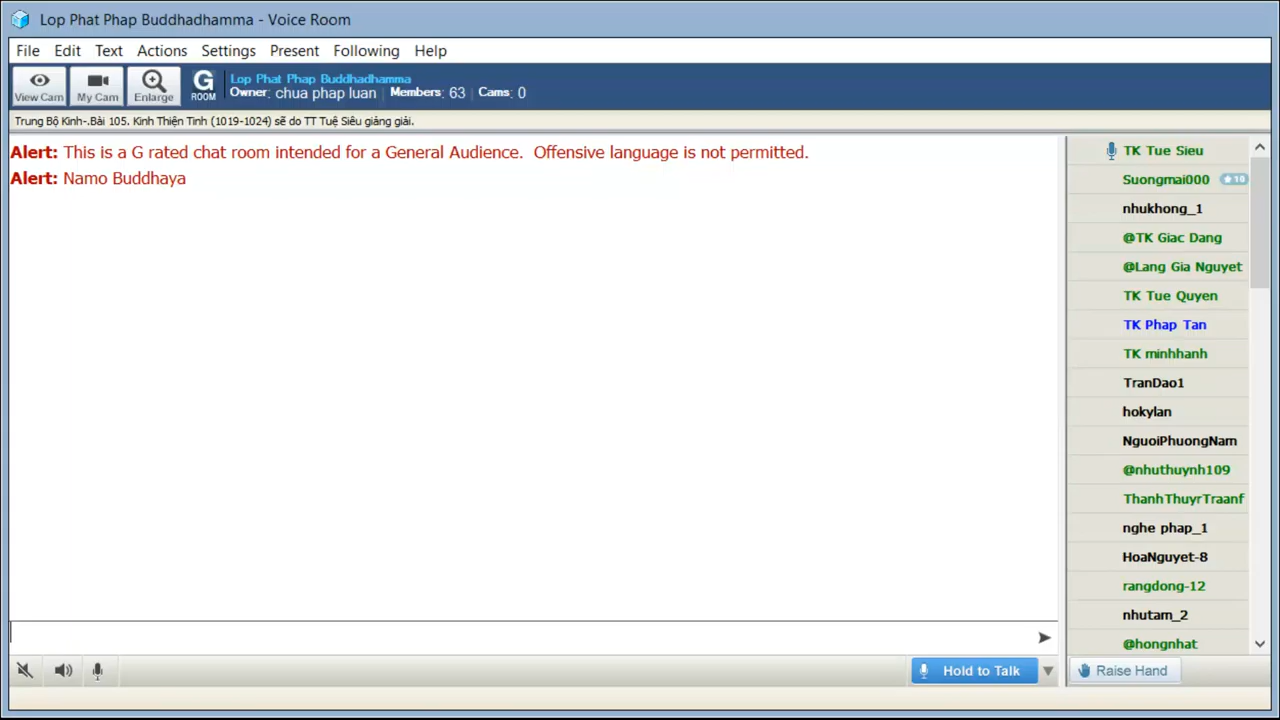 Lop Phat Phap Buddhadhamma - Voice Room
File Edit Text Actions Settings Present Following Help
View Cam My Cam Enlarge G ROOM
Lop Phat Phap Buddhadhamma
Owner: chua phap luan | Members: 63 | Cams: 0
Trung Bộ Kinh-.Bài 105. Kinh Thiện Tinh (1019-1024) sẽ do TT Tuệ Siêu giảng giải.
Alert: This is a G rated chat room intended for a General Audience. Offensive language is not permitted.
Alert: Namo Buddhaya
TK Tue Sieu
Suongmai000 ★10
nhukhong_1
@TK Giac Dang
@Lang Gia Nguyet
TK Tue Quyen
TK Phap Tan
TK minhhanh
TranDao1
hokylan
NguoiPhuongNam
@nhuthuynh109
ThanhThuyrTraanf
nghe phap_1
HoaNguyet-8
rangdong-12
nhutam_2
@hongnhat
Hold to Talk
Raise Hand